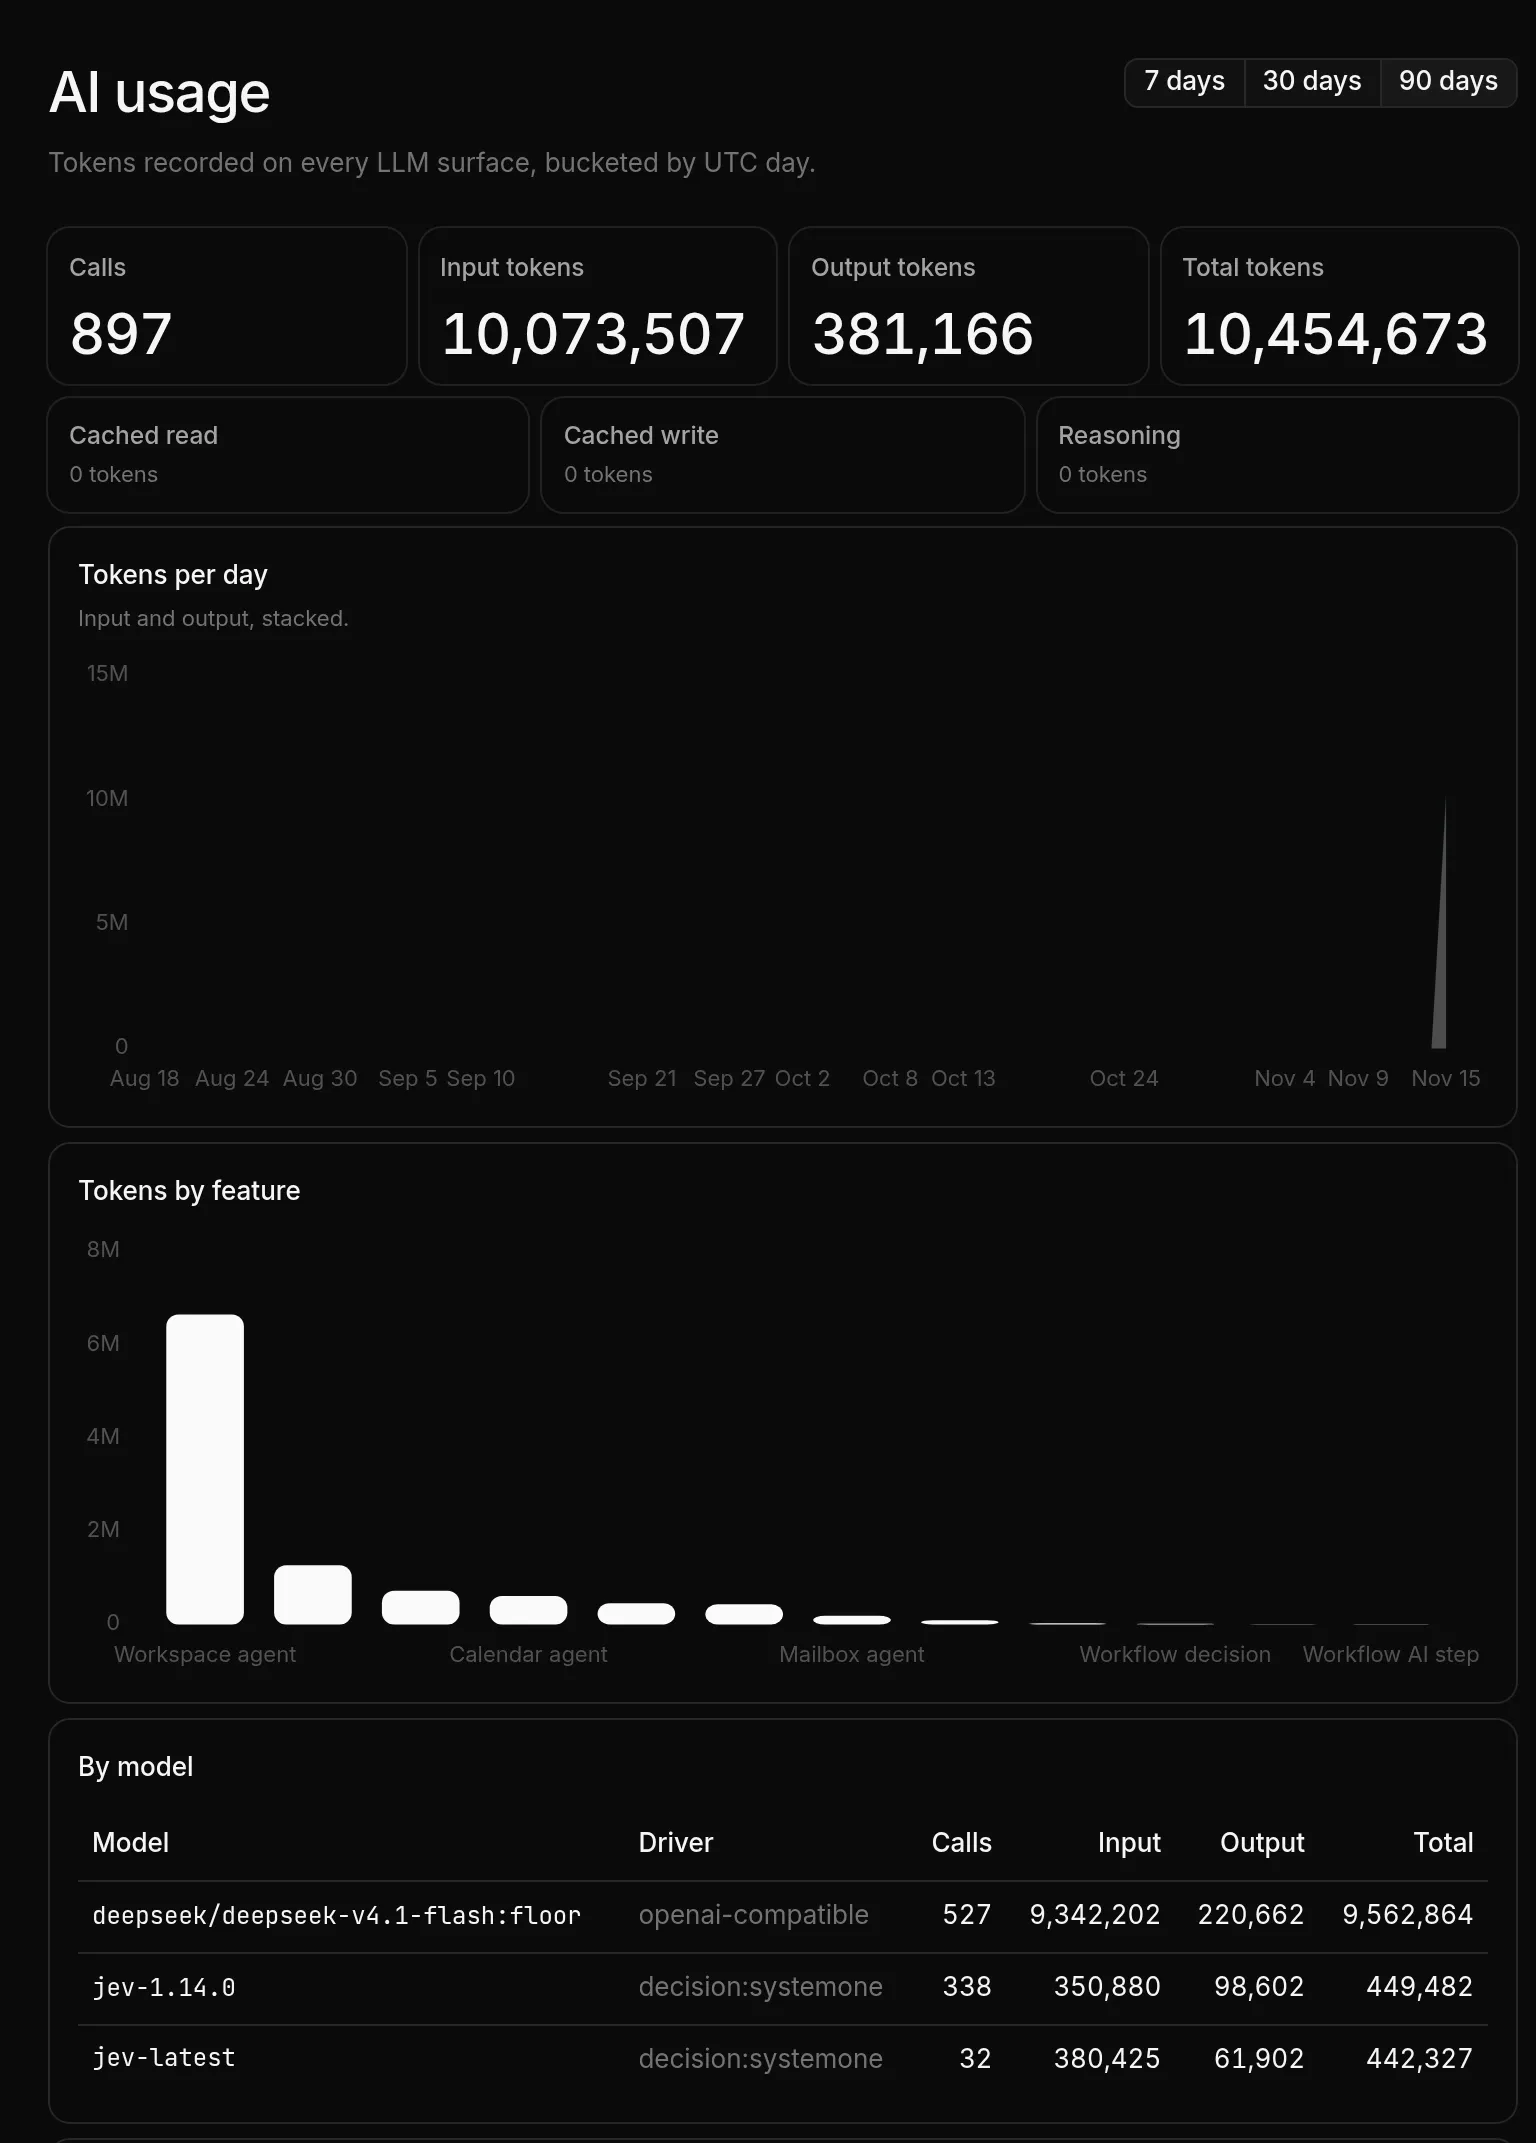 AI usage
7 days 30 days 90 days
Tokens recorded on every LLM surface, bucketed by UTC day.
Calls
897
Input tokens
10,073,507
Output tokens
381,166
Total tokens
10,454,673
Cached read
0 tokens
Cached write
0 tokens
Reasoning
0 tokens
Tokens per day
Input and output, stacked.
15M
10M
5M
0
Aug 18 Aug 24 Aug 30 Sep 5 Sep 10 Sep 21 Sep 27 Oct 2 Oct 8 Oct 13 Oct 24 Nov 4 Nov 9 Nov 15
Tokens by feature
8M
6M
4M
2M
0
Workspace agent Calendar agent Mailbox agent Workflow decision Workflow AI step
By model
Model Driver Calls Input Output Total
deepseek/deepseek-v4.1-flash:floor openai-compatible 527 9,342,202 220,662 9,562,864
jev-1.14.0 decision:systemone 338 350,880 98,602 449,482
jev-latest decision:systemone 32 380,425 61,902 442,327